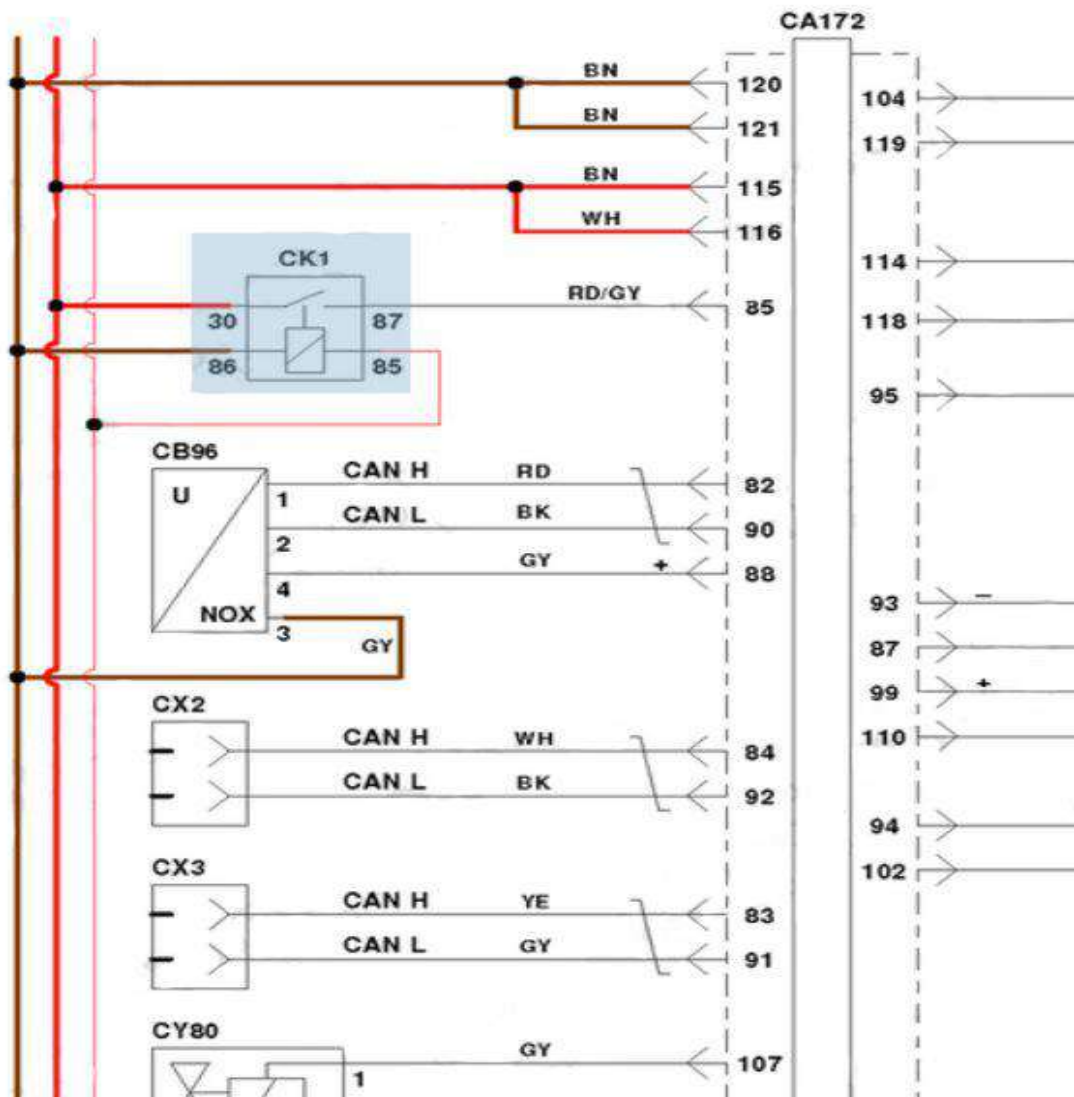 CA172
BN
120
104
BN
121
119
BN
115
WH
116
CK1
114
RD/GY
30
87
85
118
86
85
95
CB96
U
CAN H
RD
1
82
CAN L
BK
2
90
GY
+
88
4
NOX
93
–
3
GY
87
99
+
CX2
CAN H
WH
84
110
CAN L
BK
92
94
CX3
102
CAN H
YE
83
CAN L
GY
91
CY80
GY
107
1